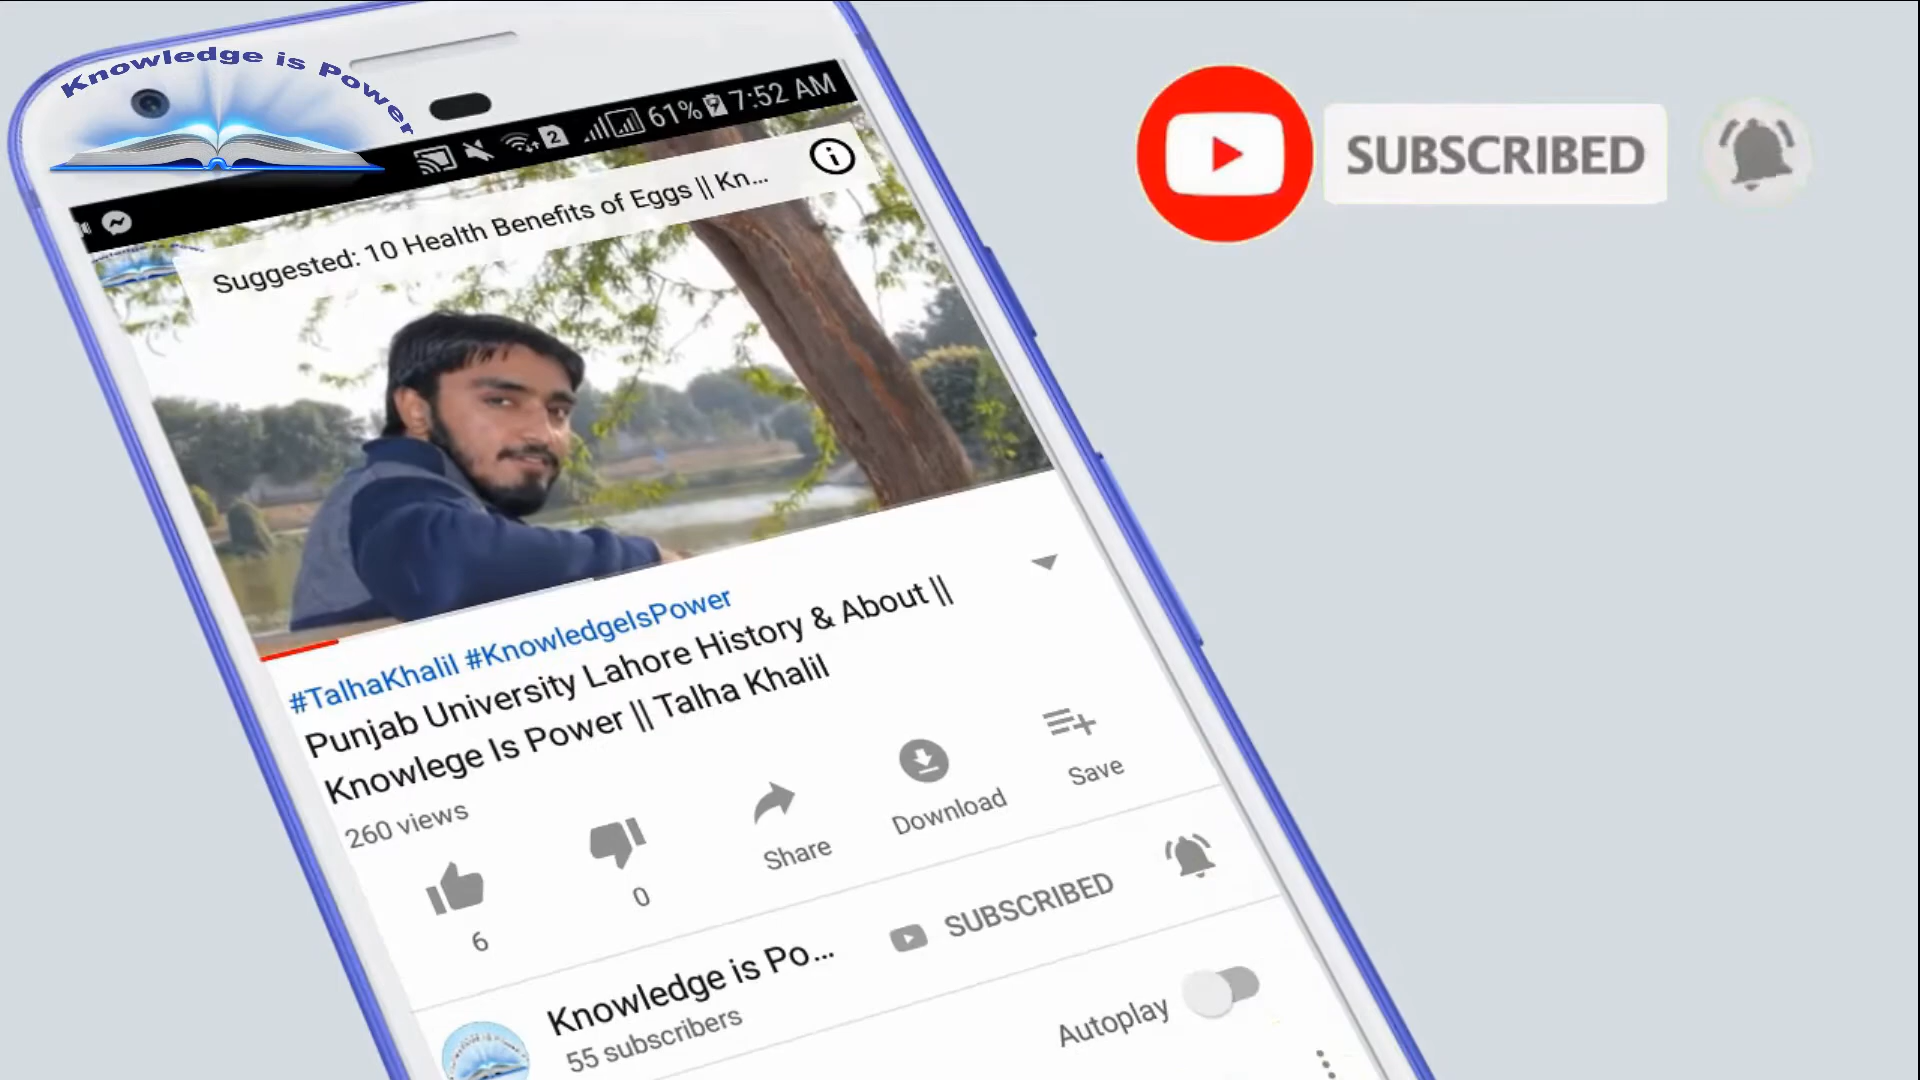 Knowledge is Power
61% 7:52 AM
2
Suggested: 10 Health Benefits of Eggs || Kn...
#TalhaKhalil #KnowledgeIsPower
Punjab University Lahore History & About ||
Knowlege Is Power || Talha Khalil
260 views
6
0
Share
Download
Save
Knowledge is Po...
55 subscribers
SUBSCRIBED
Autoplay
SUBSCRIBED